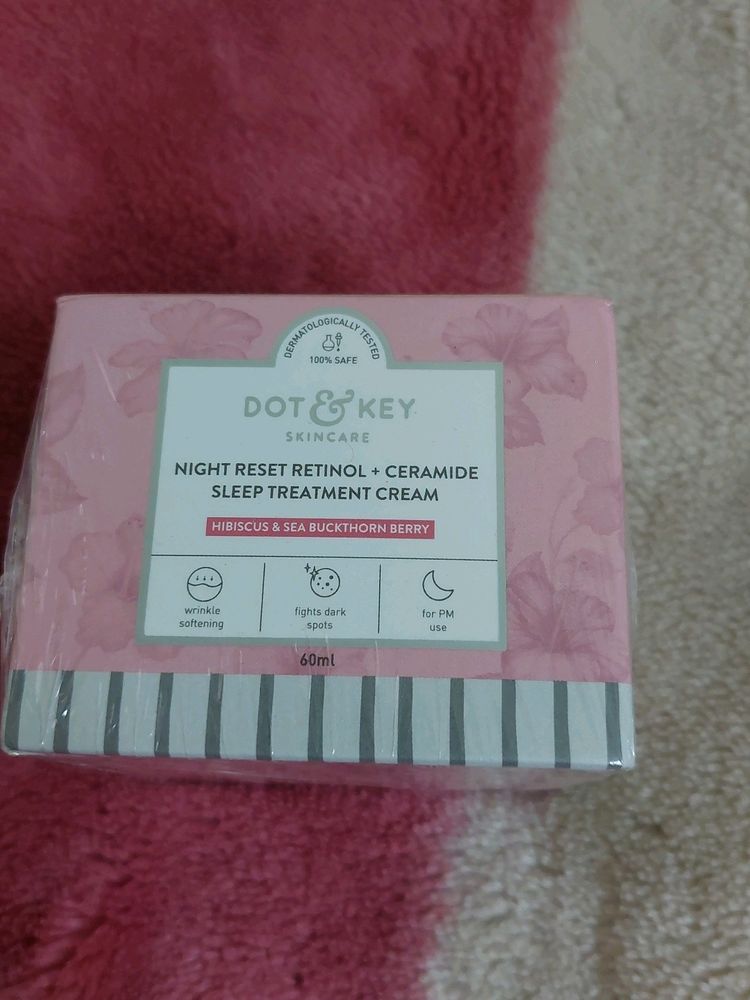 DERMATOLOGICALLY TESTED
100% SAFE
DOT & KEY
SKINCARE
NIGHT RESET RETINOL + CERAMIDE
SLEEP TREATMENT CREAM
HIBISCUS & SEA BUCKTHORN BERRY
wrinkle
softening
fights dark
spots
for PM
use
60ml